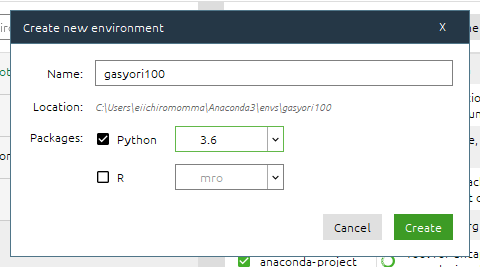 Create new environment X
Name: gasyori100
Location: C:\Users\eiichiromomma\Anaconda3\envs\gasyori100
Packages: Python 3.6
R mro
Cancel Create
anaconda-project